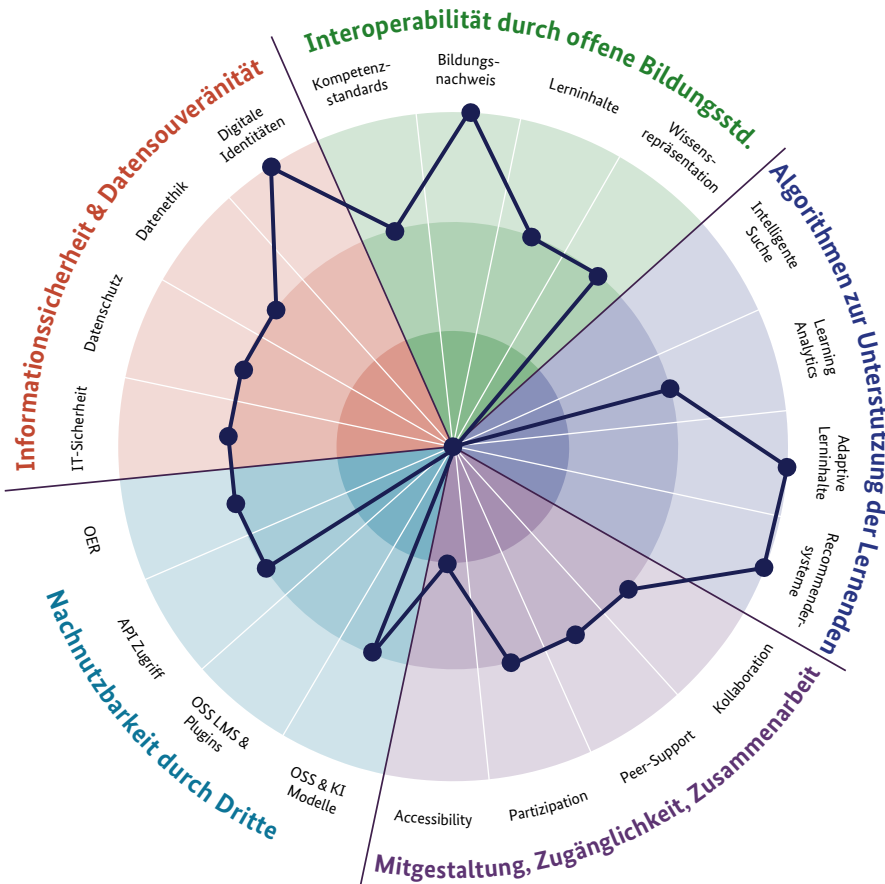 Interoperabilität durch offene Bildungsstd.
Kompetenz-
standards
Bildungs-
nachweis
Lerninhalte
Wissens-
repräsentation
Algorithmen zur Unterstützung der Lernenden
Intelligente
Suche
Learning
Analytics
Adaptive
Lerninhalte
Recommender-
systeme
Mitgestaltung, Zugänglichkeit, Zusammenarbeit
Kollaboration
Peer-Support
Partizipation
Accessibility
Nachnutzbarkeit durch Dritte
OSS & KI
Modelle
OSS LMS &
Plugins
API Zugriff
OER
Informationssicherheit & Datensouveränität
IT-Sicherheit
Datenschutz
Datenethik
Digitale
Identitäten